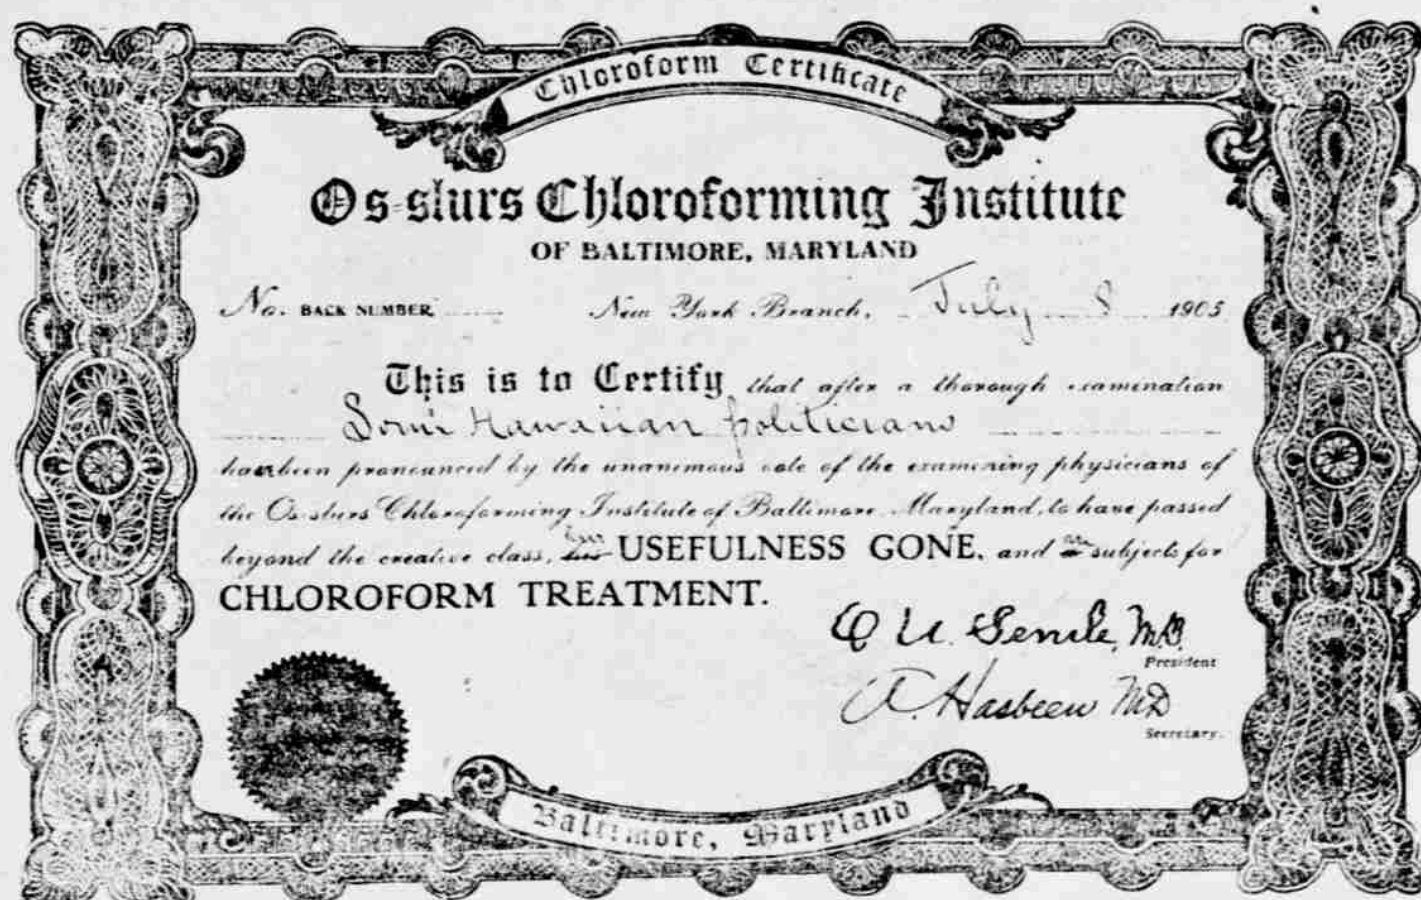 Chloroform Certificate
Os-slurs Chloroforming Institute
OF BALTIMORE, MARYLAND
No. BACK NUMBER New York Branch, July 8 1905
This is to Certify that after a thorough examination
Some Hawaiian politicians
have been pronounced by the unanimous vote of the examining physicians of
the Os-slurs Chloroforming Institute of Baltimore Maryland, to have passed
beyond the creative class, USEFULNESS GONE, and are subjects for
CHLOROFORM TREATMENT.
Q U. Senile, M.D.
President
A. Hasbeen MD
Secretary.
Baltimore, Maryland